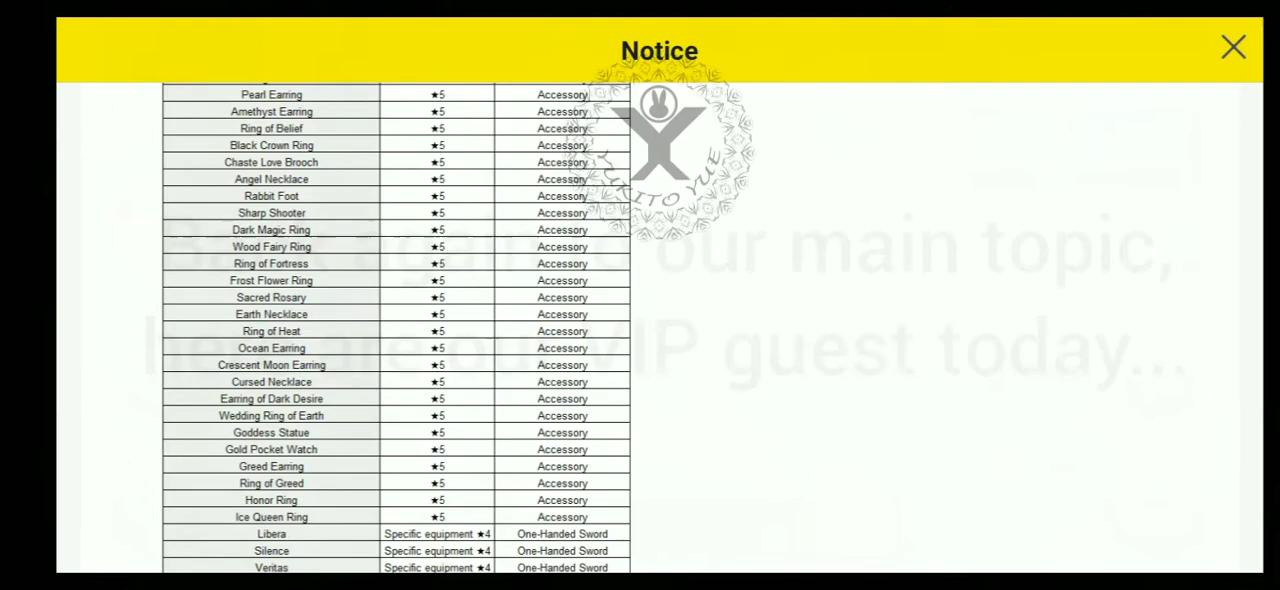 Notice
Pearl Earring ★5 Accessory
Amethyst Earring ★5 Accessory
Ring of Belief ★5 Accessory
Black Crown Ring ★5 Accessory
Chaste Love Brooch ★5 Accessory
Angel Necklace ★5 Accessory
Rabbit Foot ★5 Accessory
Sharp Shooter ★5 Accessory
Dark Magic Ring ★5 Accessory
Wood Fairy Ring ★5 Accessory
Ring of Fortress ★5 Accessory
Frost Flower Ring ★5 Accessory
Sacred Rosary ★5 Accessory
Earth Necklace ★5 Accessory
Ring of Heat ★5 Accessory
Ocean Earring ★5 Accessory
Crescent Moon Earring ★5 Accessory
Cursed Necklace ★5 Accessory
Earring of Dark Desire ★5 Accessory
Wedding Ring of Earth ★5 Accessory
Goddess Statue ★5 Accessory
Gold Pocket Watch ★5 Accessory
Greed Earring ★5 Accessory
Ring of Greed ★5 Accessory
Honor Ring ★5 Accessory
Ice Queen Ring ★5 Accessory
Libera Specific equipment ★4 One-Handed Sword
Silence Specific equipment ★4 One-Handed Sword
Veritas Specific equipment ★4 One-Handed Sword
YUKITO YUE
Back again to our main topic,
here are our VIP guest today...